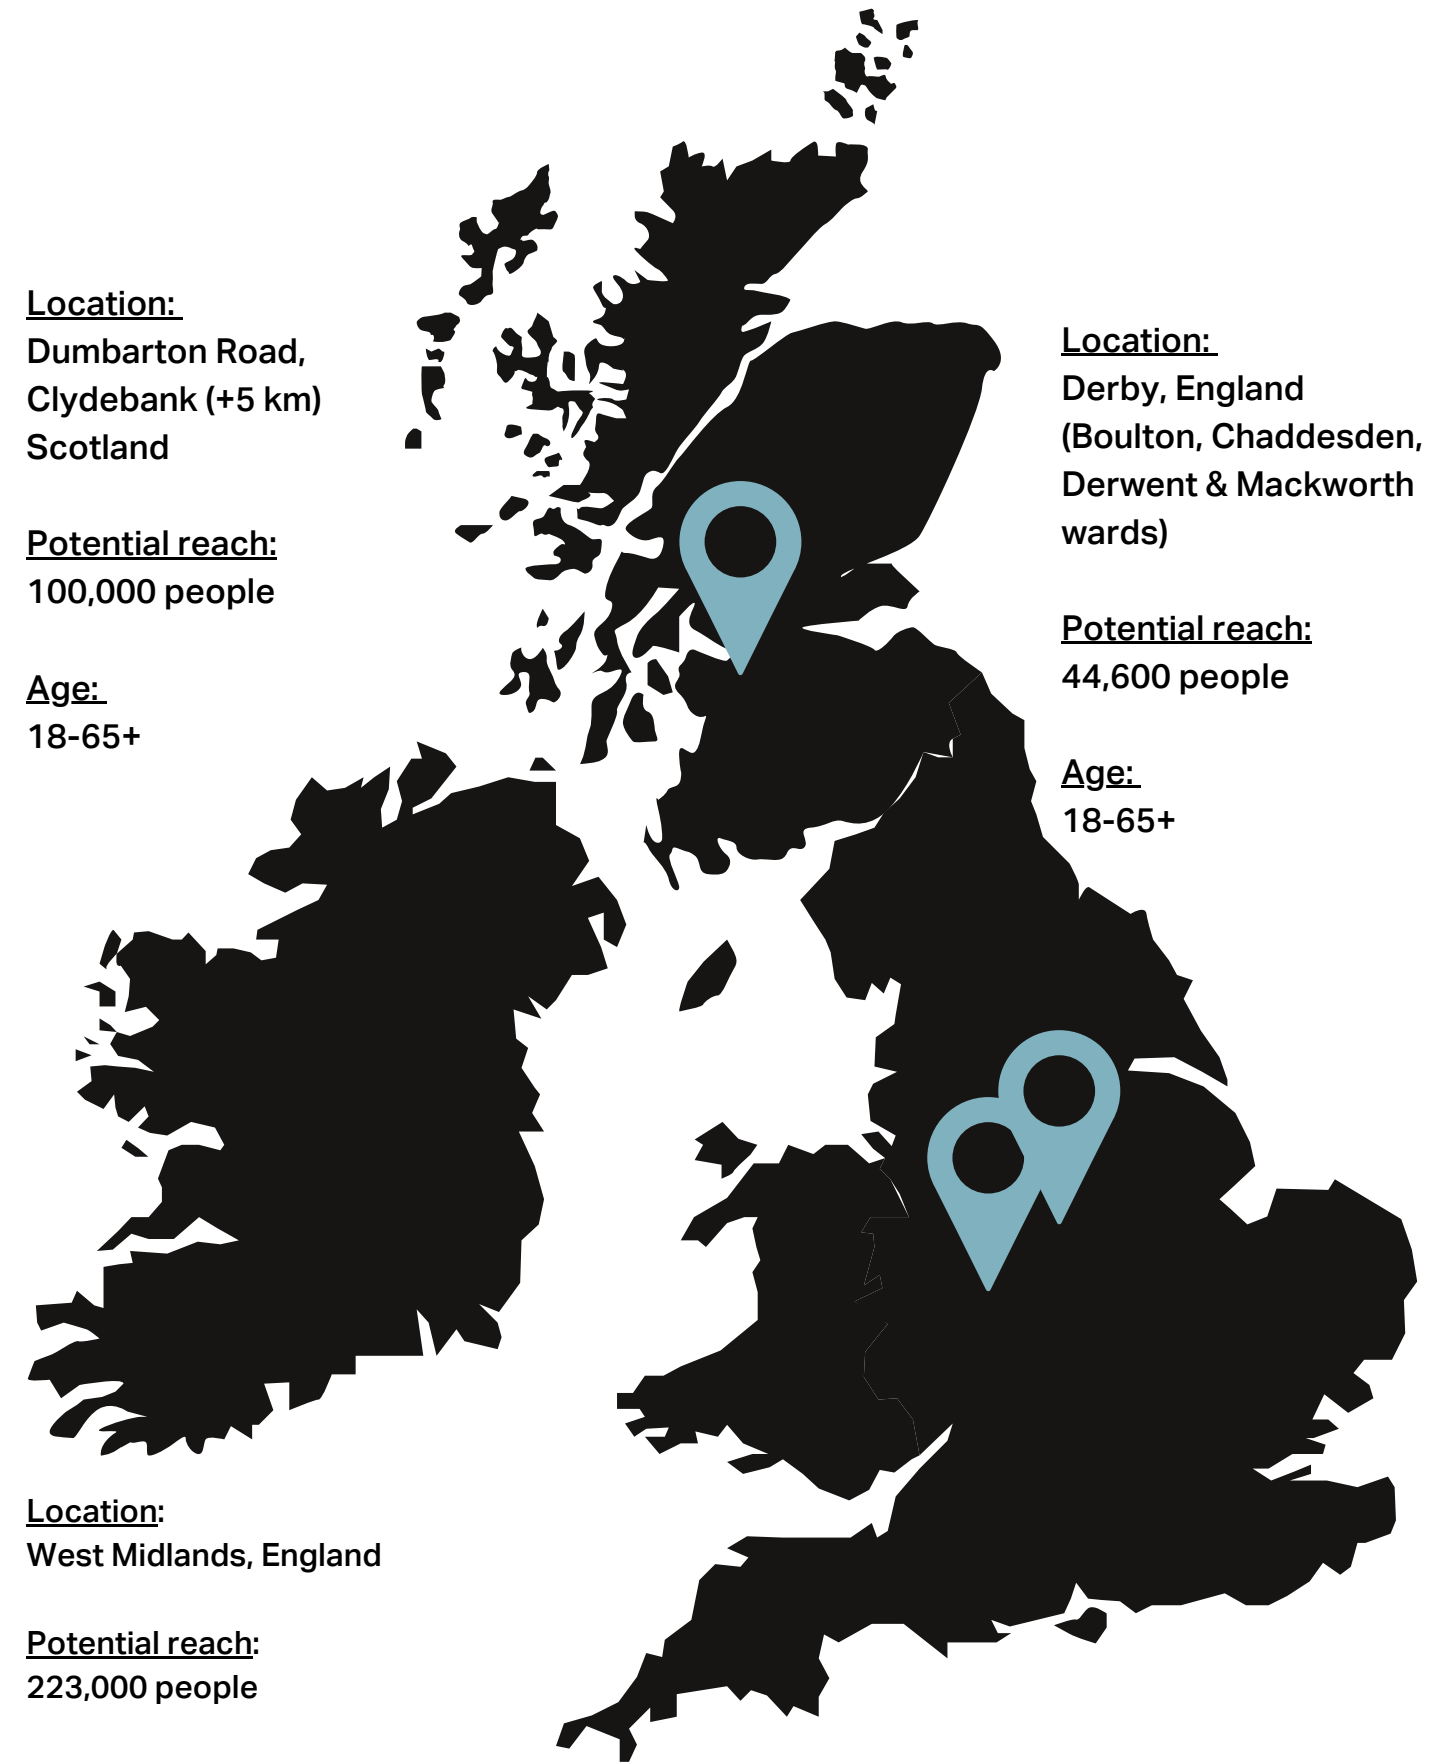 Location:
Dumbarton Road,
Clydebank (+5 km)
Scotland
Potential reach:
100,000 people
Age:
18-65+
Location:
Derby, England
(Boulton, Chaddesden,
Derwent & Mackworth
wards)
Potential reach:
44,600 people
Age:
18-65+
Location:
West Midlands, England
Potential reach:
223,000 people